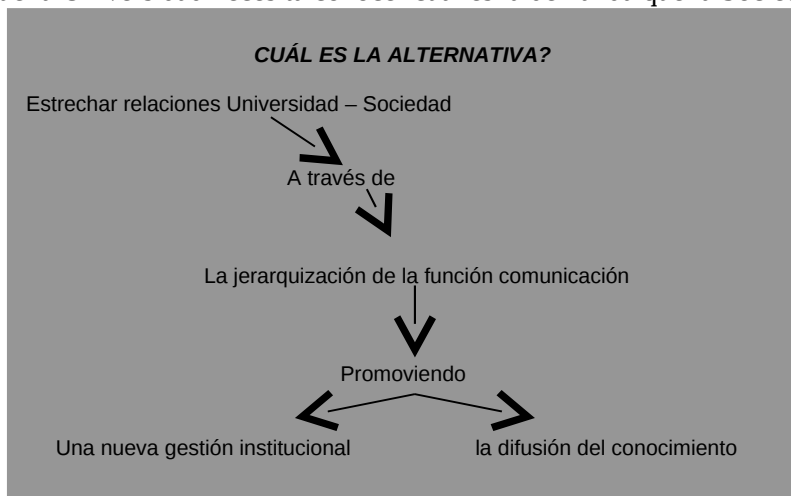 CUÁL ES LA ALTERNATIVA?
Estrechar relaciones Universidad – Sociedad
A través de
La jerarquización de la función comunicación
Promoviendo
Una nueva gestión institucional
la difusión del conocimiento